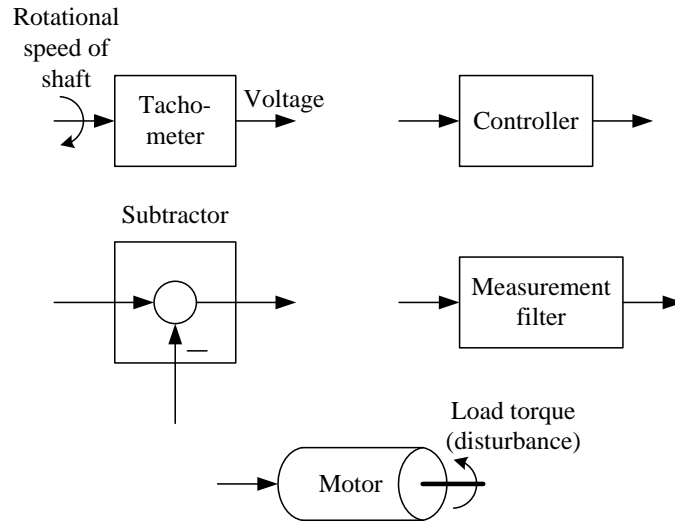 Rotational
speed of
shaft
Tacho-
meter
Voltage
Controller
Subtractor
—
Measurement
filter
Load torque
(disturbance)
Motor